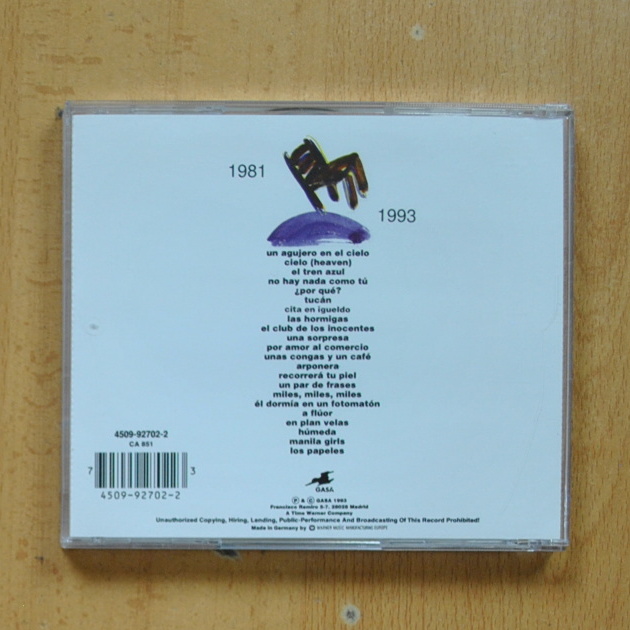 1981
1993
un agujero en el cielo
cielo (heaven)
el tren azul
no hay nada como tú
¿por qué?
tucán
cita en igueldo
las hormigas
el club de los inocentes
una sorpresa
por amor al comercio
unas congas y un café
arponera
recorrerá tu piel
un par de frases
miles, miles, miles
él dormía en un fotomatón
a flúor
en plan velas
húmeda
manila girls
los papeles
4509-92702-2
CA 851
7 3
4509-92702-2
GASA
Ⓟ & © GASA 1993
Francisco Remiro 5-7. 28028 Madrid
A Time Warner Company
Unauthorized Copying, Hiring, Lending, Public-Performance And Broadcasting Of This Record Prohibited!
Made in Germany by WARNER MUSIC MANUFACTURING EUROPE